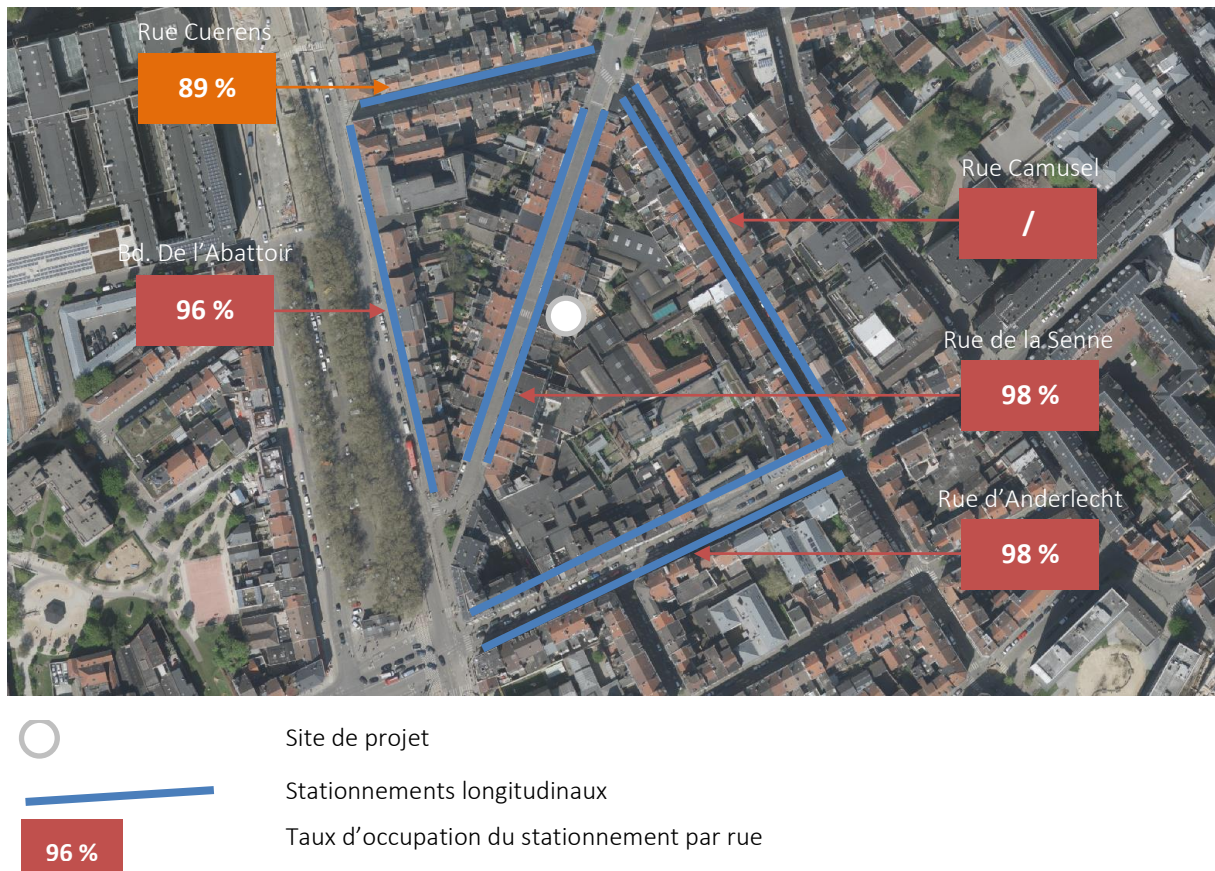 Rue Cuerens
89 %
Rue Camusel
/
Bd. De l'Abattoir
96 %
Rue de la Senne
98 %
Rue d'Anderlecht
98 %
Site de projet
Stationnements longitudinaux
96 %
Taux d'occupation du stationnement par rue